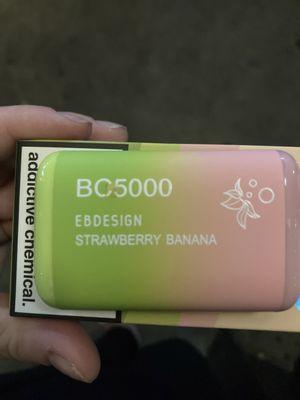 BC5000
EBDESIGN
STRAWBERRY BANANA
addictive chemical.